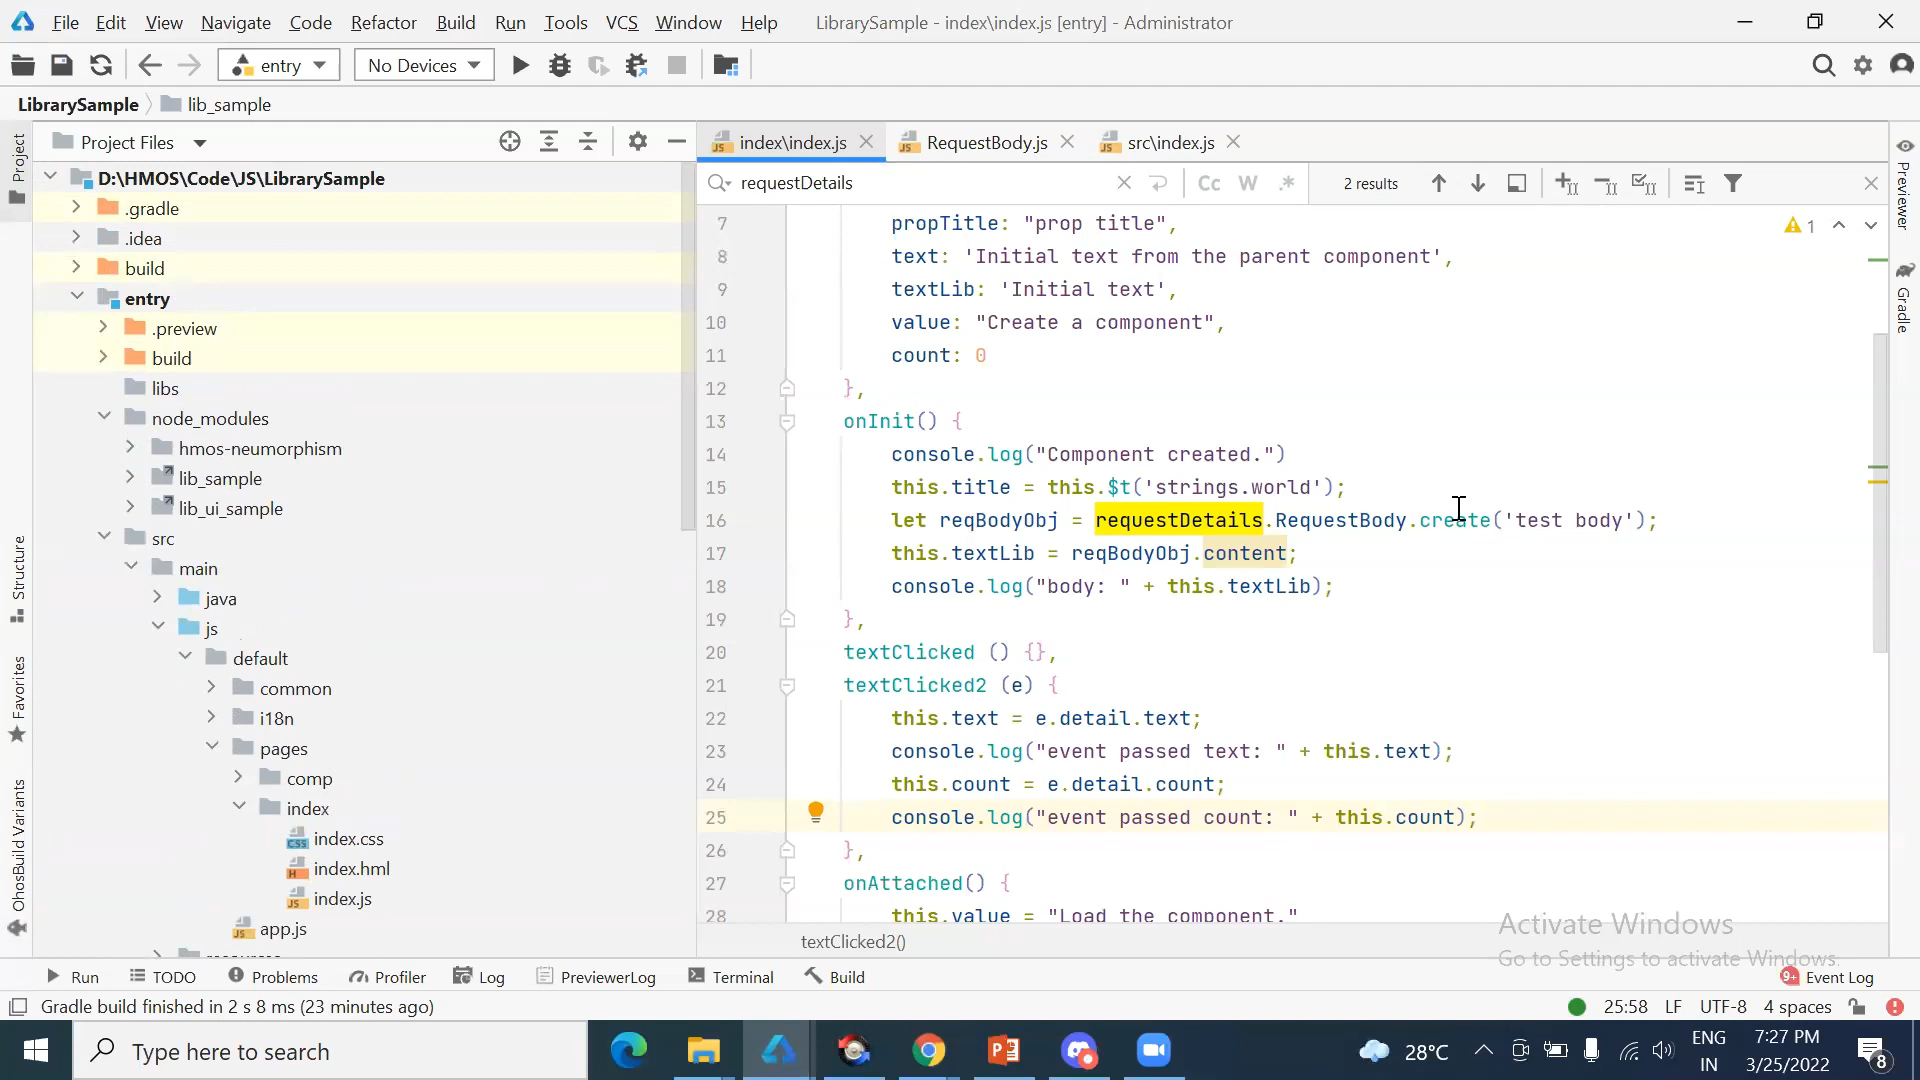 File Edit View Navigate Code Refactor Build Run Tools VCS Window Help LibrarySample - index\index.js [entry] - Administrator
entry No Devices
LibrarySample lib_sample
Project Files
index\index.js RequestBody.js src\index.js
requestDetails Cc W .* 2 results
D:\HMOS\Code\JS\LibrarySample
.gradle
.idea
build
entry
.preview
build
libs
node_modules
hmos-neumorphism
lib_sample
lib_ui_sample
src
main
java
js
default
common
i18n
pages
comp
index
index.css
index.hml
index.js
app.js
Project
Structure
Favorites
OhosBuild Variants
7 propTitle: "prop title",
8 text: 'Initial text from the parent component',
9 textLib: 'Initial text',
10 value: "Create a component",
11 count: 0
12 },
13 onInit() {
14 console.log("Component created.")
15 this.title = this.$t('strings.world');
16 let reqBodyObj = requestDetails.RequestBody.create('test body');
17 this.textLib = reqBodyObj.content;
18 console.log("body: " + this.textLib);
19 },
20 textClicked () {},
21 textClicked2 (e) {
22 this.text = e.detail.text;
23 console.log("event passed text: " + this.text);
24 this.count = e.detail.count;
25 console.log("event passed count: " + this.count);
26 },
27 onAttached() {
28 this.value = "Load the component."
1
Previewer
Gradle
textClicked2()
Activate Windows
Go to Settings to activate Windows.
Run TODO Problems Profiler Log PreviewerLog Terminal Build 9+ Event Log
Gradle build finished in 2 s 8 ms (23 minutes ago) 25:58 LF UTF-8 4 spaces
Type here to search 28°C ENG 7:27 PM
IN 3/25/2022 8